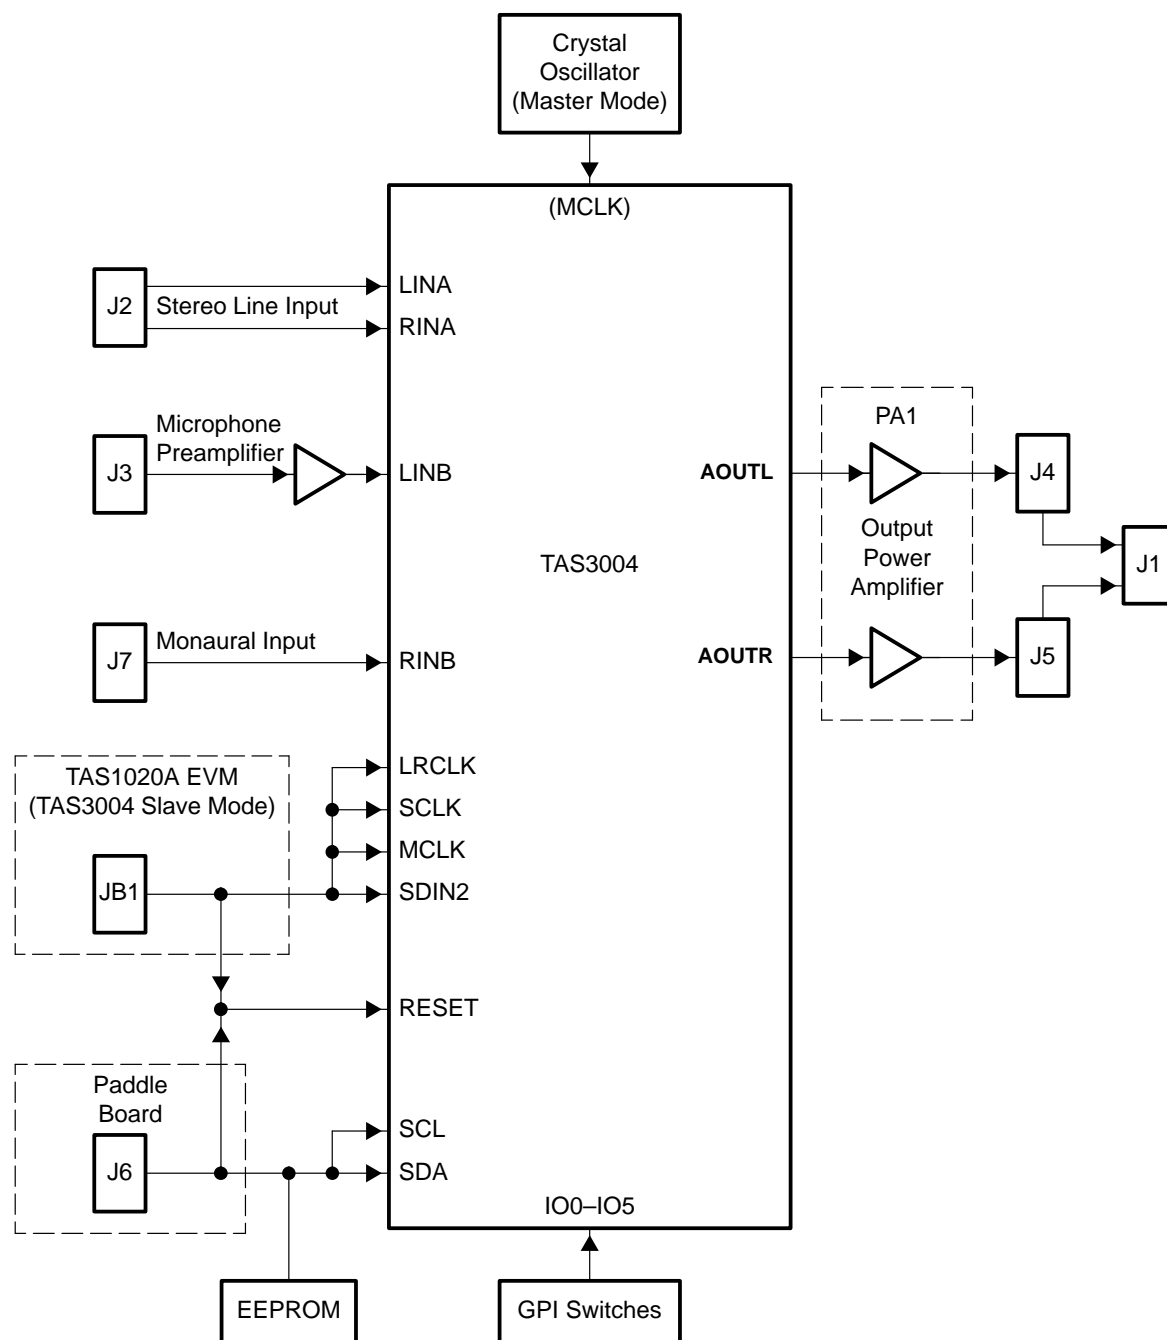 Crystal
Oscillator
(Master Mode)
(MCLK)
J2
Stereo Line Input
LINA
RINA
Microphone
Preamplifier
J3
LINB
J7
Monaural Input
RINB
TAS3004
AOUTL
AOUTR
PA1
Output
Power
Amplifier
J4
J1
J5
TAS1020A EVM
(TAS3004 Slave Mode)
JB1
LRCLK
SCLK
MCLK
SDIN2
RESET
Paddle
Board
J6
SCL
SDA
IO0–IO5
EEPROM
GPI Switches